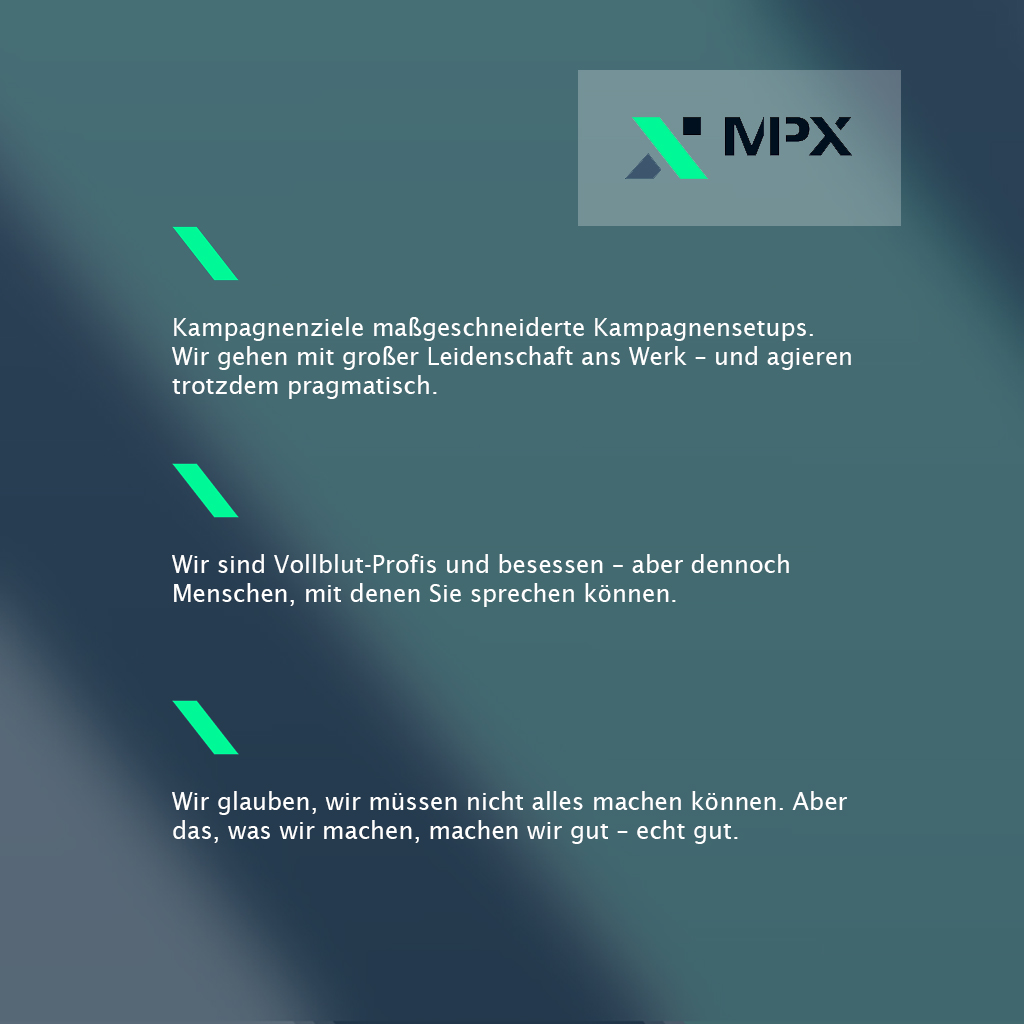 MPX
Kampagnenziele maßgeschneiderte Kampagnensetups.
Wir gehen mit großer Leidenschaft ans Werk – und agieren
trotzdem pragmatisch.
Wir sind Vollblut-Profis und besessen – aber dennoch
Menschen, mit denen Sie sprechen können.
Wir glauben, wir müssen nicht alles machen können. Aber
das, was wir machen, machen wir gut – echt gut.